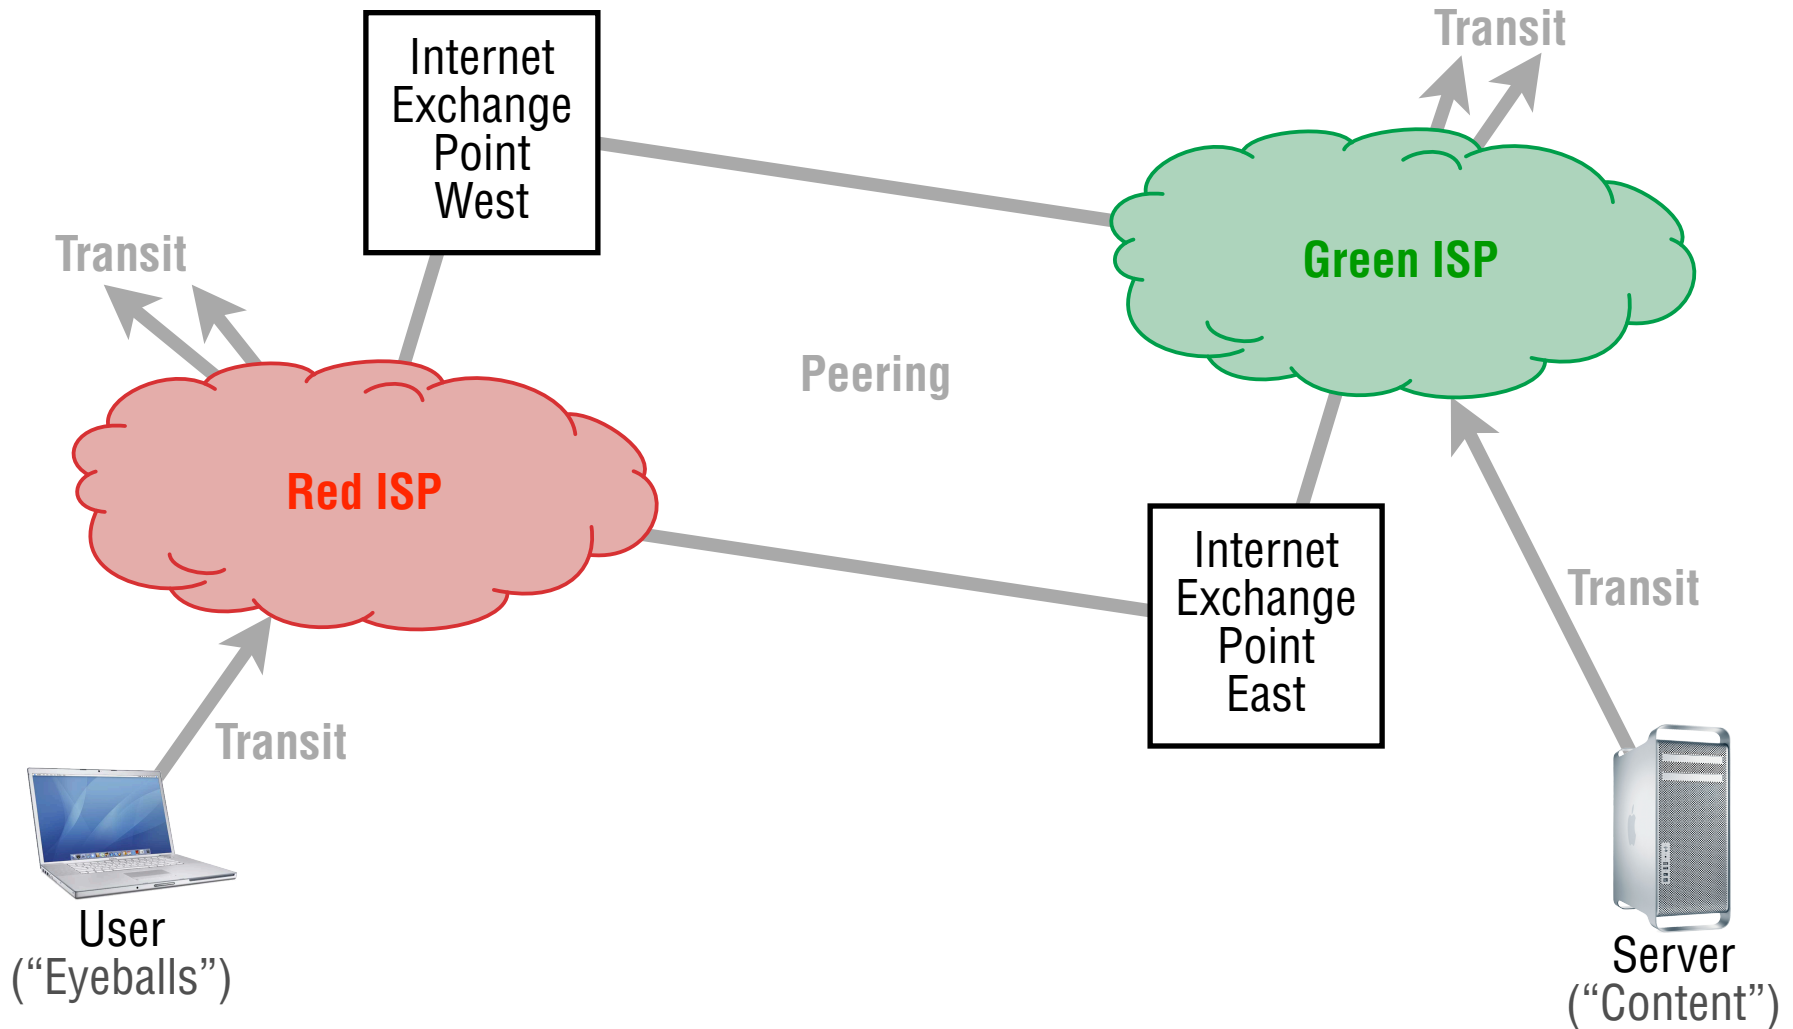 Internet
Exchange
Point
West
Transit
Transit
Green ISP
Peering
Red ISP
Internet
Exchange
Point
East
Transit
Transit
User
(“Eyeballs”)
Server
(“Content”)